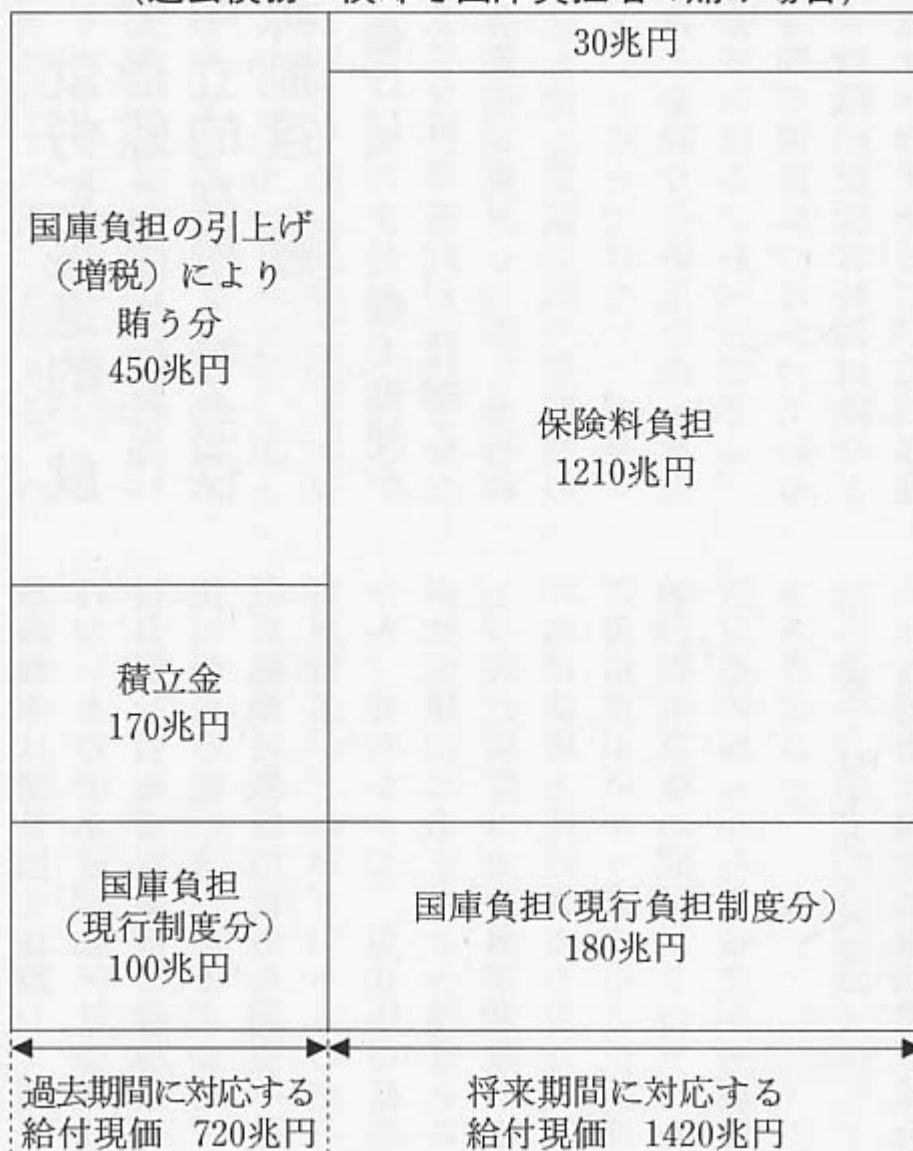 30兆円
国庫負担の引上げ
（増税）により
賄う分
450兆円
保険料負担
1210兆円
積立金
170兆円
国庫負担
（現行制度分）
100兆円
国庫負担（現行負担制度分）
180兆円
過去期間に対応する
給付現価　720兆円
将来期間に対応する
給付現価　1420兆円